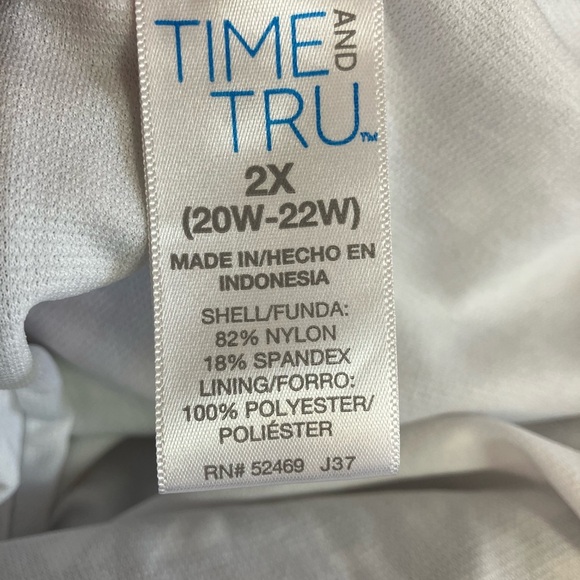 TIME AND
TRU™
2X
(20W-22W)
MADE IN/HECHO EN
INDONESIA
SHELL/FUNDA:
82% NYLON
18% SPANDEX
LINING/FORRO:
100% POLYESTER/
POLIÉSTER
RN# 52469 J37